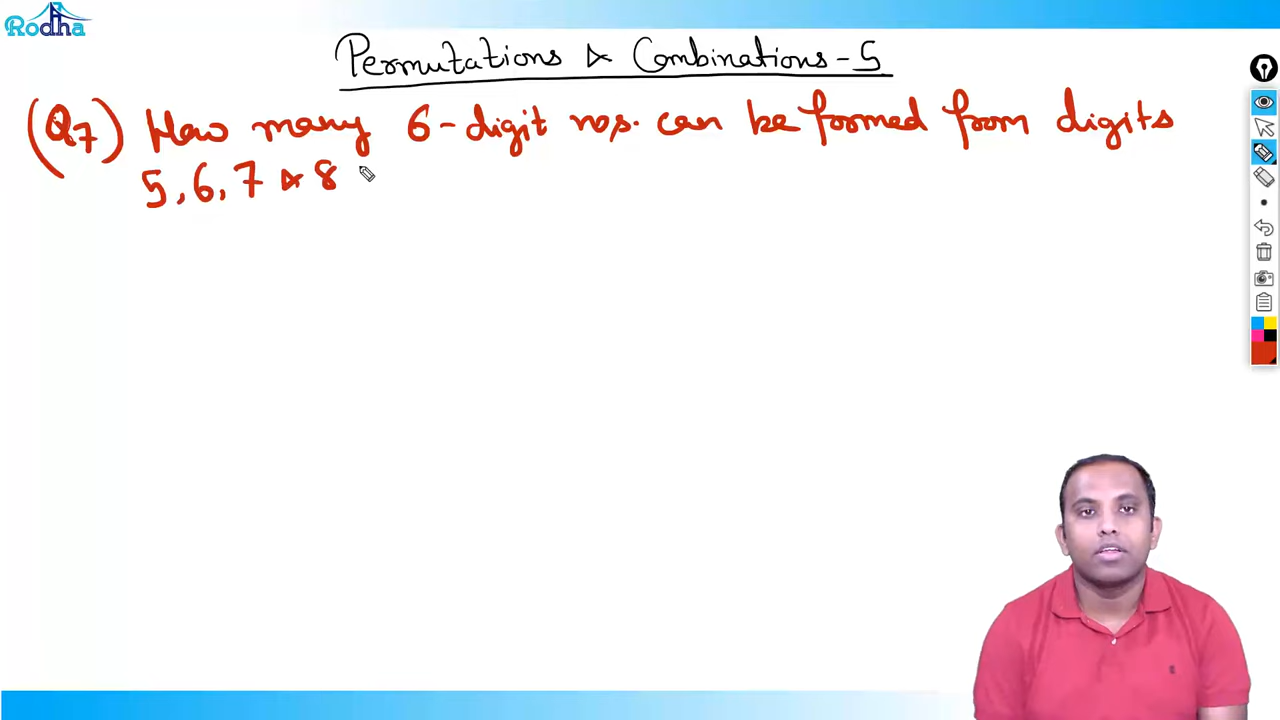 Rodha
Permutations & Combinations-5
(Q7) How many 6-digit nos. can be formed from digits
5, 6, 7 & 8